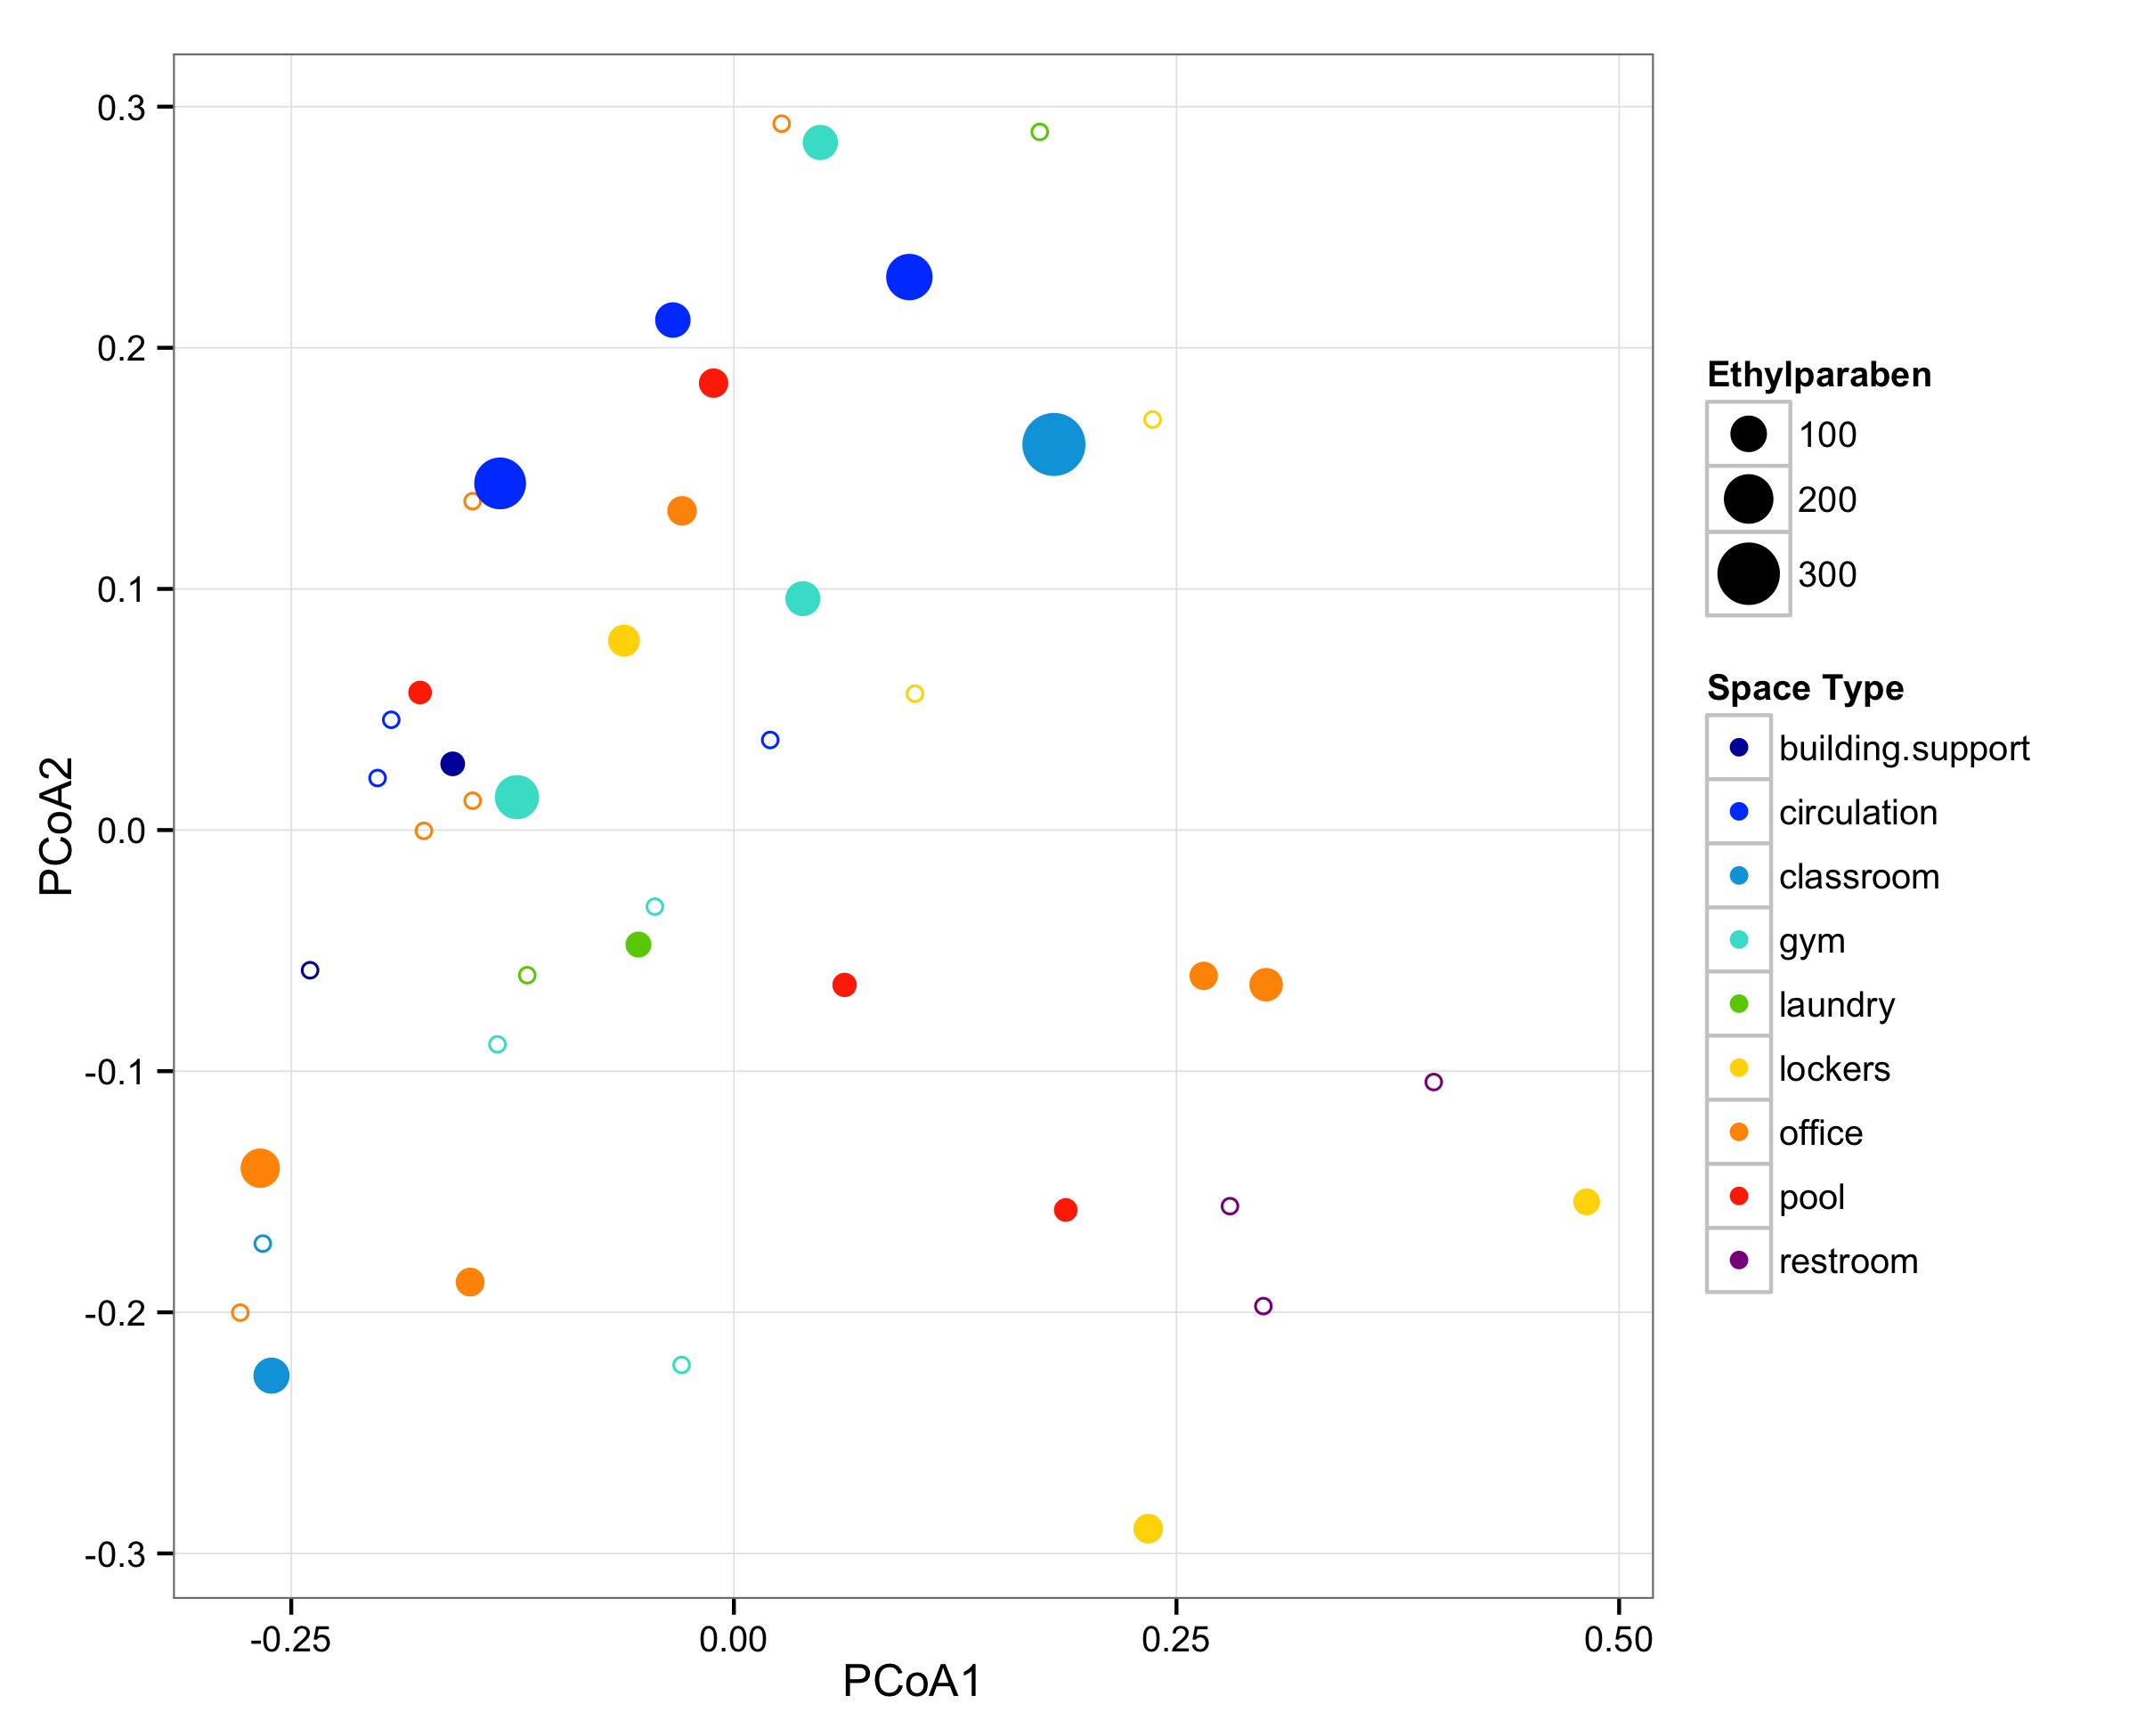 0.3
0.2
0.1
0.0
-0.1
-0.2
-0.3
PCoA2
-0.25
0.00
0.25
0.50
PCoA1
Ethylparaben
100
200
300
Space Type
building.support
circulation
classroom
gym
laundry
lockers
office
pool
restroom